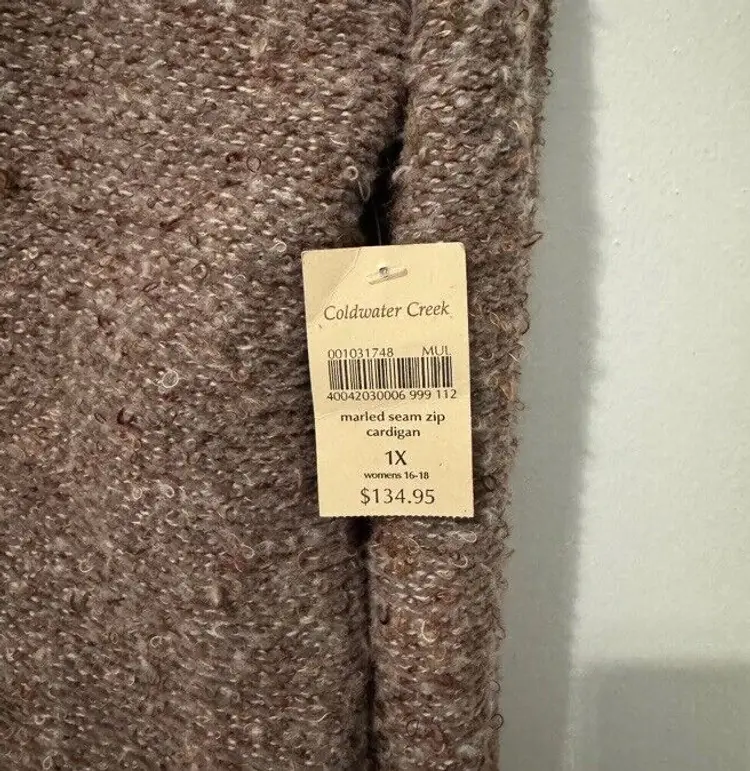 Coldwater Creek
001031748 MUL
40042030006 999 112
marled seam zip
cardigan
1X
womens 16-18
$134.95